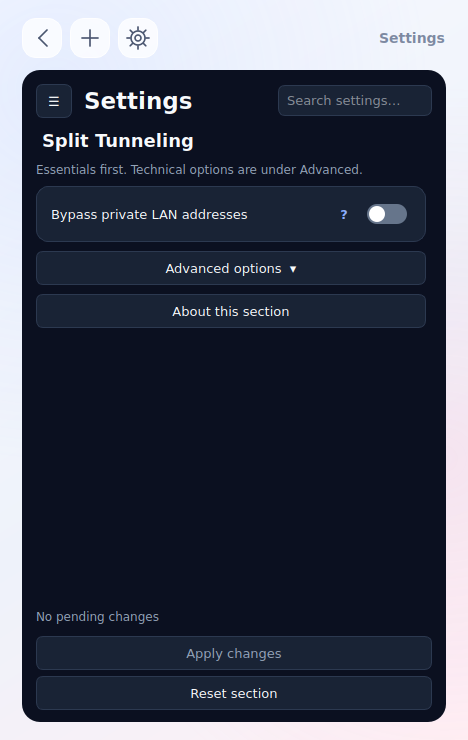 Settings
☰ Settings Search settings...
Split Tunneling
Essentials first. Technical options are under Advanced.
Bypass private LAN addresses ?
Advanced options ▾
About this section
No pending changes
Apply changes
Reset section